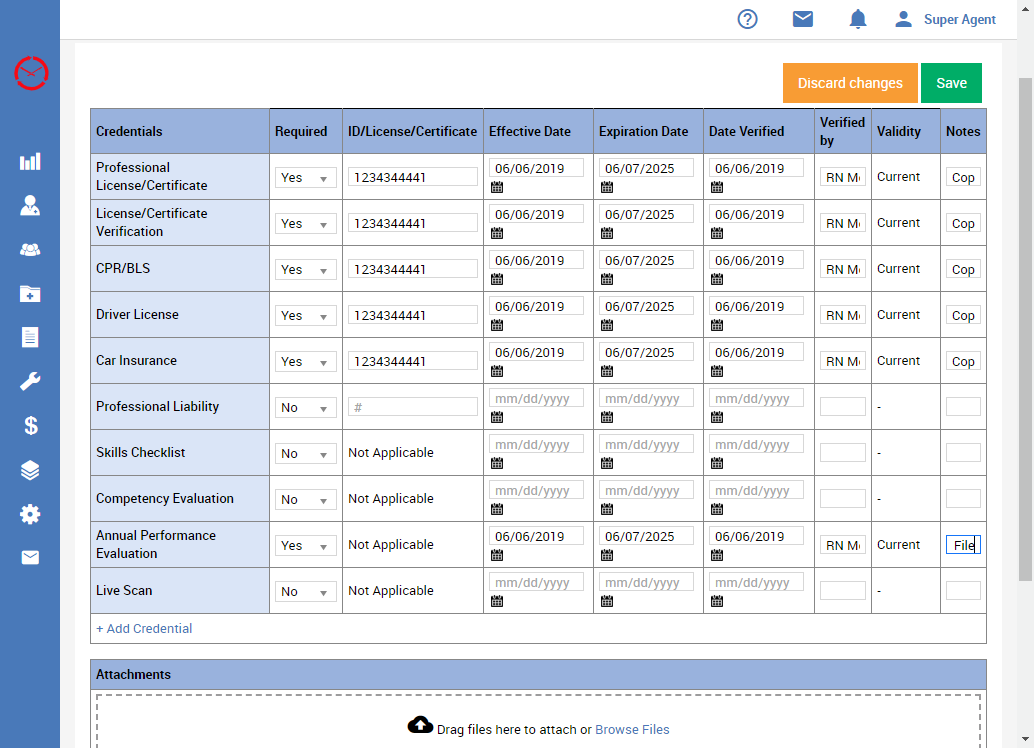 Super Agent
Discard changes Save
Credentials Required ID/License/Certificate Effective Date Expiration Date Date Verified Verified by Validity Notes
Professional License/Certificate Yes 1234344441 06/06/2019 06/07/2025 06/06/2019 RN Current Cop
License/Certificate Verification Yes 1234344441 06/06/2019 06/07/2025 06/06/2019 RN Current Cop
CPR/BLS Yes 1234344441 06/06/2019 06/07/2025 06/06/2019 RN Current Cop
Driver License Yes 1234344441 06/06/2019 06/07/2025 06/06/2019 RN Current Cop
Car Insurance Yes 1234344441 06/06/2019 06/07/2025 06/06/2019 RN Current Cop
Professional Liability No # mm/dd/yyyy mm/dd/yyyy mm/dd/yyyy -
Skills Checklist No Not Applicable mm/dd/yyyy mm/dd/yyyy mm/dd/yyyy -
Competency Evaluation No Not Applicable mm/dd/yyyy mm/dd/yyyy mm/dd/yyyy -
Annual Performance Evaluation Yes Not Applicable 06/06/2019 06/07/2025 06/06/2019 RN Current File
Live Scan No Not Applicable mm/dd/yyyy mm/dd/yyyy mm/dd/yyyy -
+ Add Credential
Attachments
Drag files here to attach or Browse Files